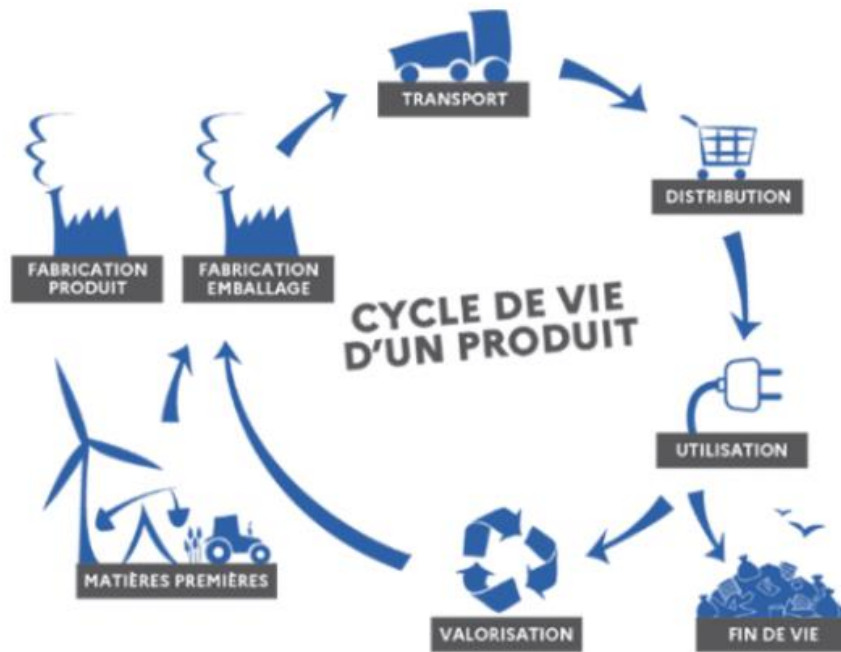 TRANSPORT
DISTRIBUTION
FABRICATION
PRODUIT
FABRICATION
EMBALLAGE
CYCLE DE VIE
D'UN PRODUIT
UTILISATION
MATIÈRES PREMIÈRES
VALORISATION
FIN DE VIE